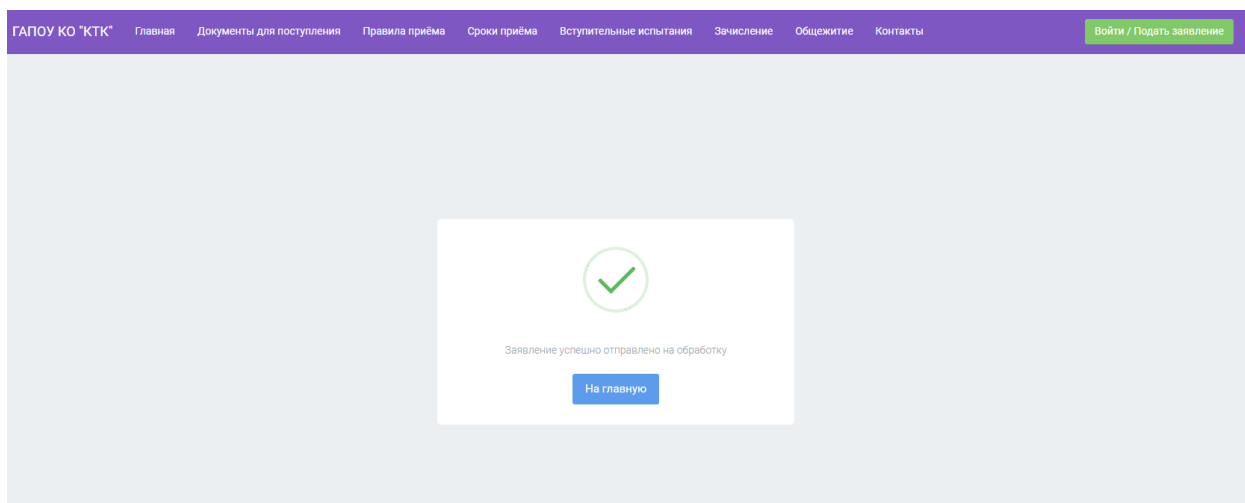 ГАПОУ КО "КТК" Главная Документы для поступления Правила приёма Сроки приёма Вступительные испытания Зачисление Общежитие Контакты Войти / Подать заявление
Заявление успешно отправлено на обработку
На главную